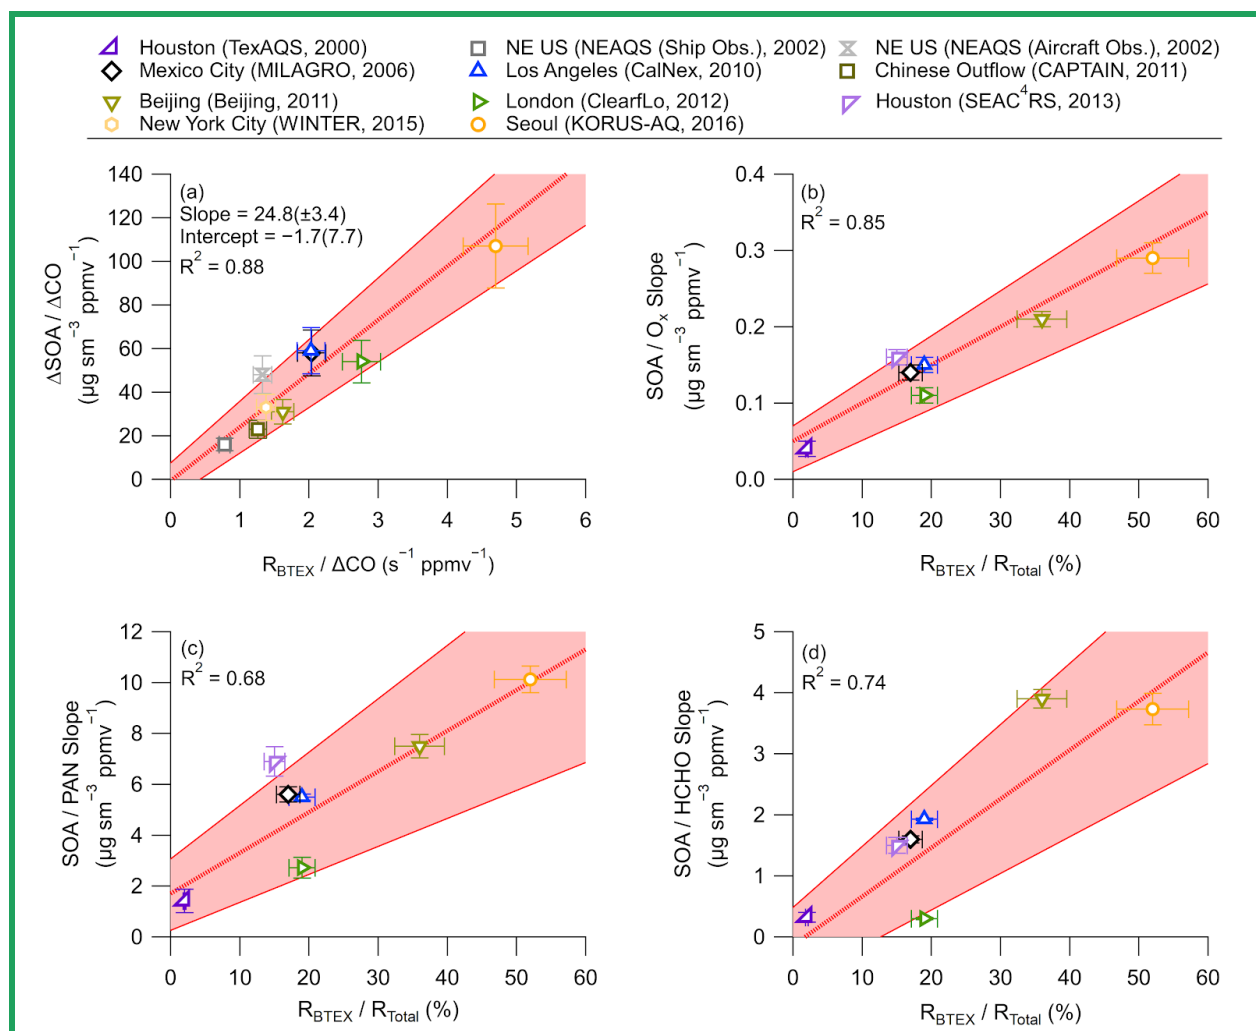 Houston (TexAQS, 2000)
NE US (NEAQS (Ship Obs.), 2002)
NE US (NEAQS (Aircraft Obs.), 2002)
Mexico City (MILAGRO, 2006)
Los Angeles (CalNex, 2010)
Chinese Outflow (CAPTAIN, 2011)
Beijing (Beijing, 2011)
London (ClearfLo, 2012)
Houston (SEAC⁴RS, 2013)
New York City (WINTER, 2015)
Seoul (KORUS-AQ, 2016)
(a)
Slope = 24.8(±3.4)
Intercept = −1.7(7.7)
R² = 0.88
140
120
100
80
60
40
20
0
ΔSOA / ΔCO
(µg sm⁻³ ppmv⁻¹)
0 1 2 3 4 5 6
R_BTEX / ΔCO (s⁻¹ ppmv⁻¹)
(b)
R² = 0.85
0.4
0.3
0.2
0.1
0.0
SOA / Oₓ Slope
(µg sm⁻³ ppmv⁻¹)
0 10 20 30 40 50 60
R_BTEX / R_Total (%)
(c)
R² = 0.68
12
10
8
6
4
2
0
SOA / PAN Slope
(µg sm⁻³ ppmv⁻¹)
0 10 20 30 40 50 60
R_BTEX / R_Total (%)
(d)
R² = 0.74
5
4
3
2
1
0
SOA / HCHO Slope
(µg sm⁻³ ppmv⁻¹)
0 10 20 30 40 50 60
R_BTEX / R_Total (%)